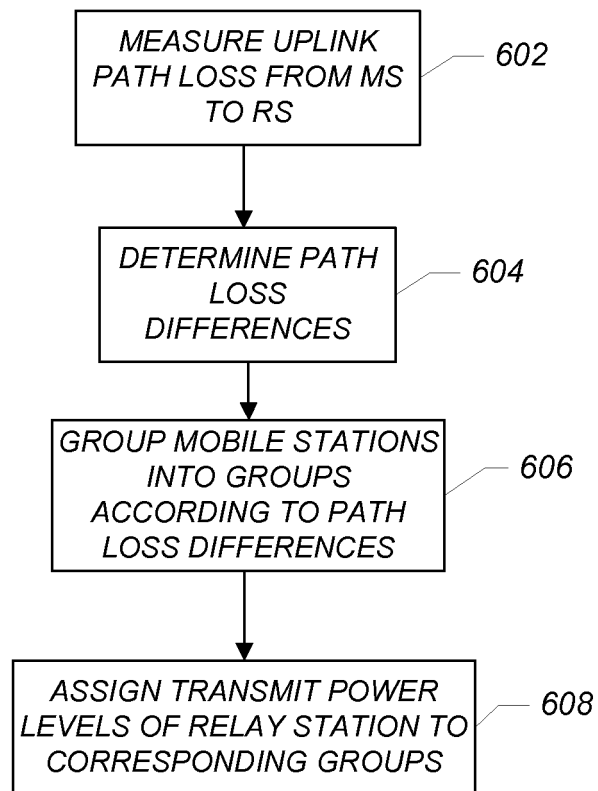 MEASURE UPLINK
PATH LOSS FROM MS
TO RS
602
DETERMINE PATH
LOSS
DIFFERENCES
604
GROUP MOBILE STATIONS
INTO GROUPS
ACCORDING TO PATH
LOSS DIFFERENCES
606
ASSIGN TRANSMIT POWER
LEVELS OF RELAY STATION TO
CORRESPONDING GROUPS
608